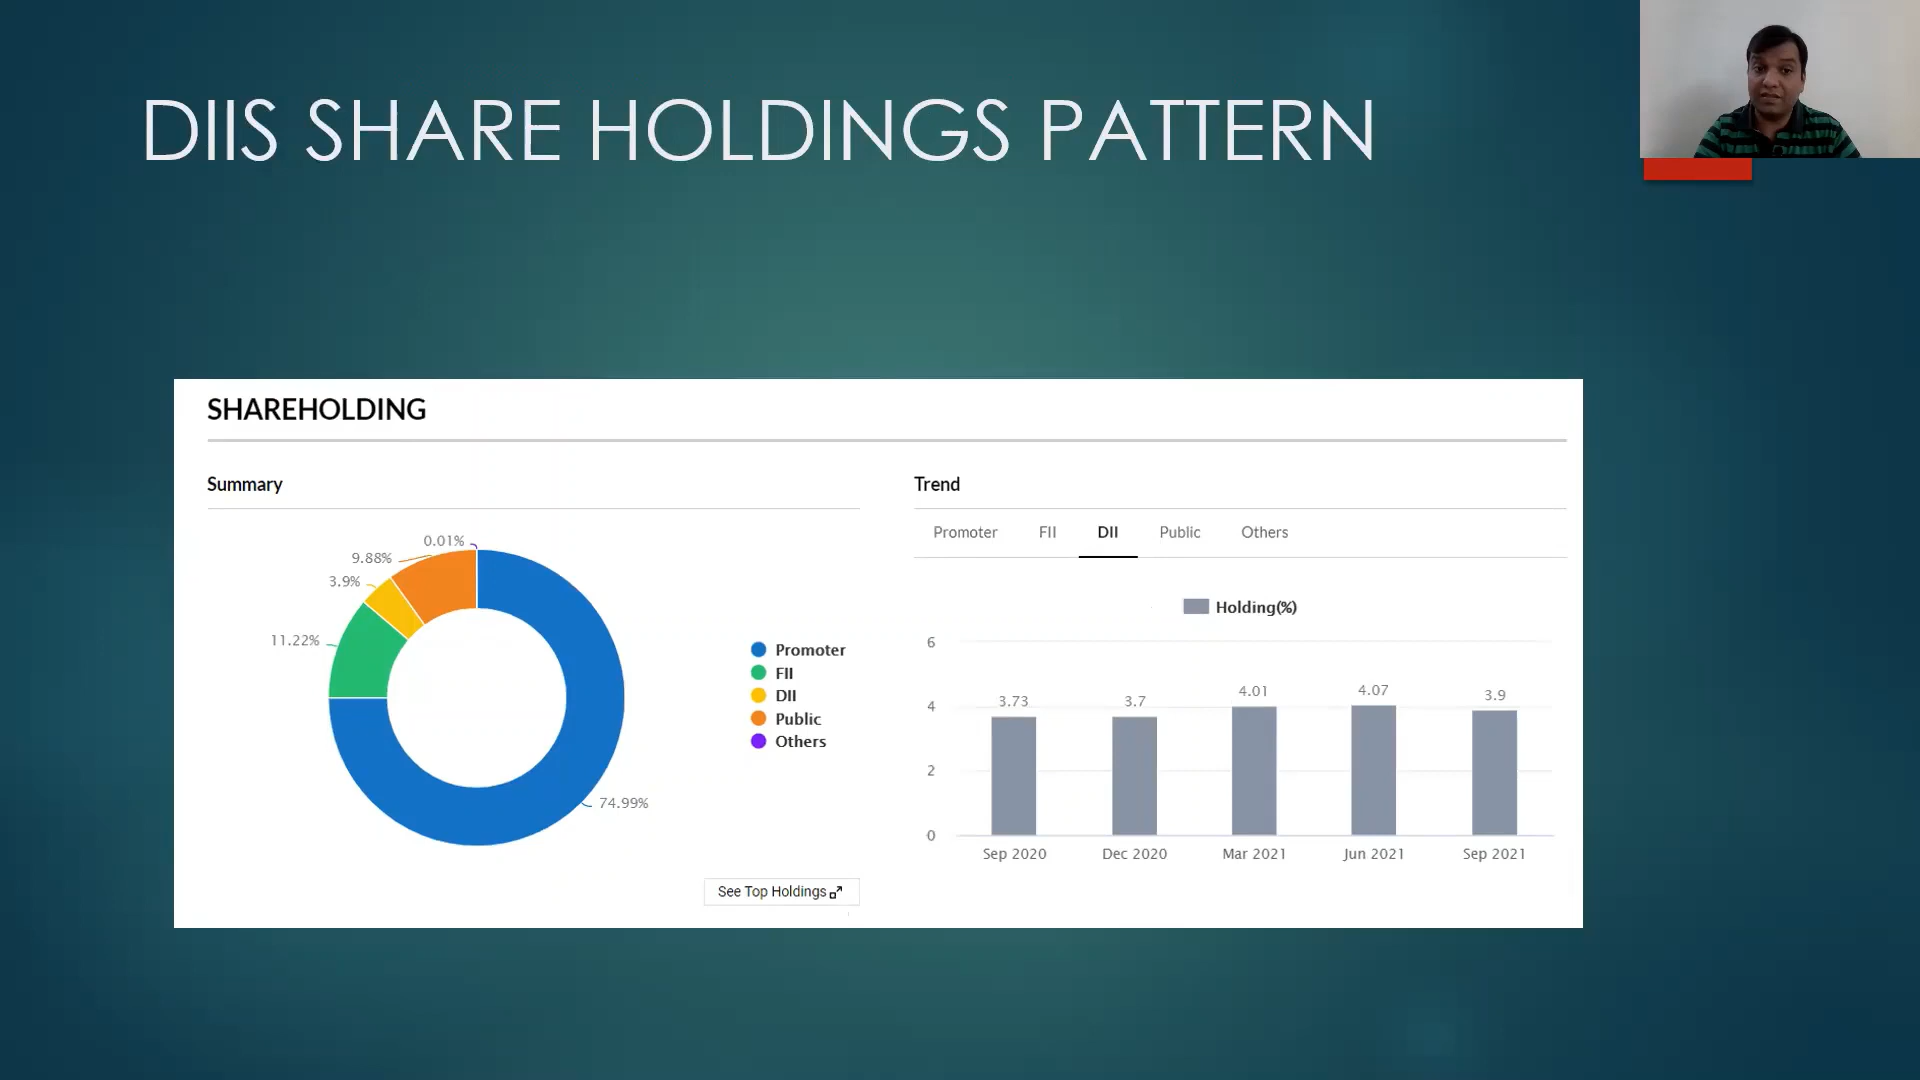 DIIS SHARE HOLDINGS PATTERN
SHAREHOLDING
Summary
0.01%
9.88%
3.9%
11.22%
74.99%
Promoter
FII
DII
Public
Others
See Top Holdings
Trend
Promoter FII DII Public Others
Holding(%)
6
4
2
0
3.73 3.7 4.01 4.07 3.9
Sep 2020 Dec 2020 Mar 2021 Jun 2021 Sep 2021